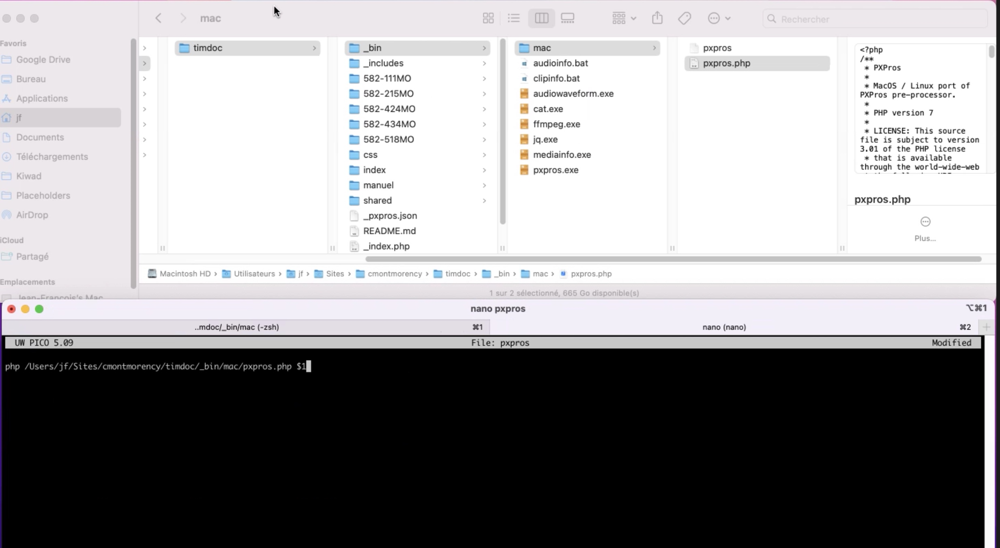 mac
Rechercher
Favoris
Google Drive
Bureau
Applications
jf
Documents
Téléchargements
Kiwad
Placeholders
AirDrop
iCloud
Partagé
Emplacements
Jean-François's Mac
timdoc
_bin
_includes
582-111MO
582-215MO
582-424MO
582-434MO
582-518MO
css
index
manuel
shared
_pxpros.json
README.md
_index.php
mac
audioinfo.bat
clipinfo.bat
audiowaveform.exe
cat.exe
ffmpeg.exe
jq.exe
mediainfo.exe
pxpros.exe
pxpros
pxpros.php
<?php
/**
* PXPros
*
* MacOS / Linux port of
PXPros pre-processor.
*
* PHP version 7
*
* LICENSE: This source
file is subject to version
3.01 of the PHP license
* that is available
through the world-wide-web
pxpros.php
Plus...
Macintosh HD › Utilisateurs › jf › Sites › cmontmorency › timdoc › _bin › mac › pxpros.php
1 sur 2 sélectionné, 665 Go disponible(s)
nano pxpros ⌥⌘1
..mdoc/_bin/mac (-zsh) ⌘1 nano (nano) ⌘2
UW PICO 5.09 File: pxpros Modified
php /Users/jf/Sites/cmontmorency/timdoc/_bin/mac/pxpros.php $1